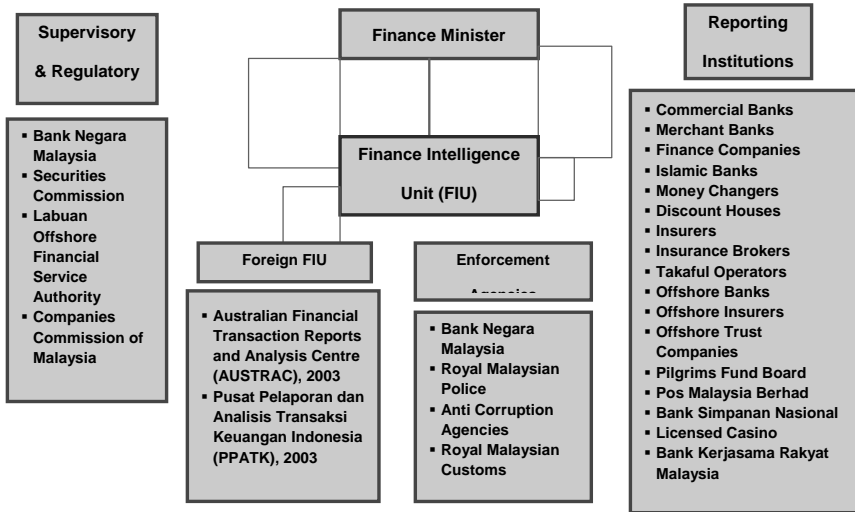 Supervisory
& Regulatory
▪ Bank Negara
Malaysia
▪ Securities
Commission
▪ Labuan
Offshore
Financial
Service
Authority
▪ Companies
Commission of
Malaysia
Finance Minister
Finance Intelligence
Unit (FIU)
Foreign FIU
▪ Australian Financial
Transaction Reports
and Analysis Centre
(AUSTRAC), 2003
▪ Pusat Pelaporan dan
Analisis Transaksi
Keuangan Indonesia
(PPATK), 2003
Enforcement
Agencies
▪ Bank Negara
Malaysia
▪ Royal Malaysian
Police
▪ Anti Corruption
Agencies
▪ Royal Malaysian
Customs
Reporting
Institutions
▪ Commercial Banks
▪ Merchant Banks
▪ Finance Companies
▪ Islamic Banks
▪ Money Changers
▪ Discount Houses
▪ Insurers
▪ Insurance Brokers
▪ Takaful Operators
▪ Offshore Banks
▪ Offshore Insurers
▪ Offshore Trust
Companies
▪ Pilgrims Fund Board
▪ Pos Malaysia Berhad
▪ Bank Simpanan Nasional
▪ Licensed Casino
▪ Bank Kerjasama Rakyat
Malaysia